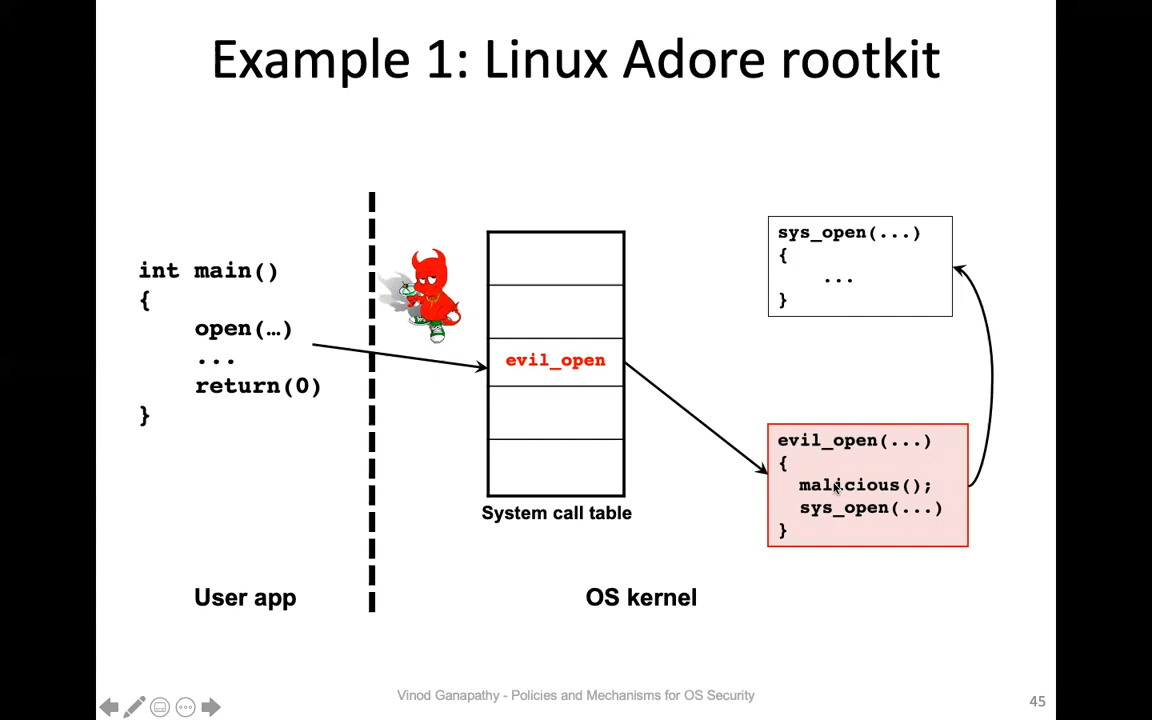 Example 1: Linux Adore rootkit
int main()
{
open(…)
...
return(0)
}
User app
evil_open
System call table
OS kernel
sys_open(...)
{
...
}
evil_open(...)
{
malicious();
sys_open(...)
}
Vinod Ganapathy - Policies and Mechanisms for OS Security
45